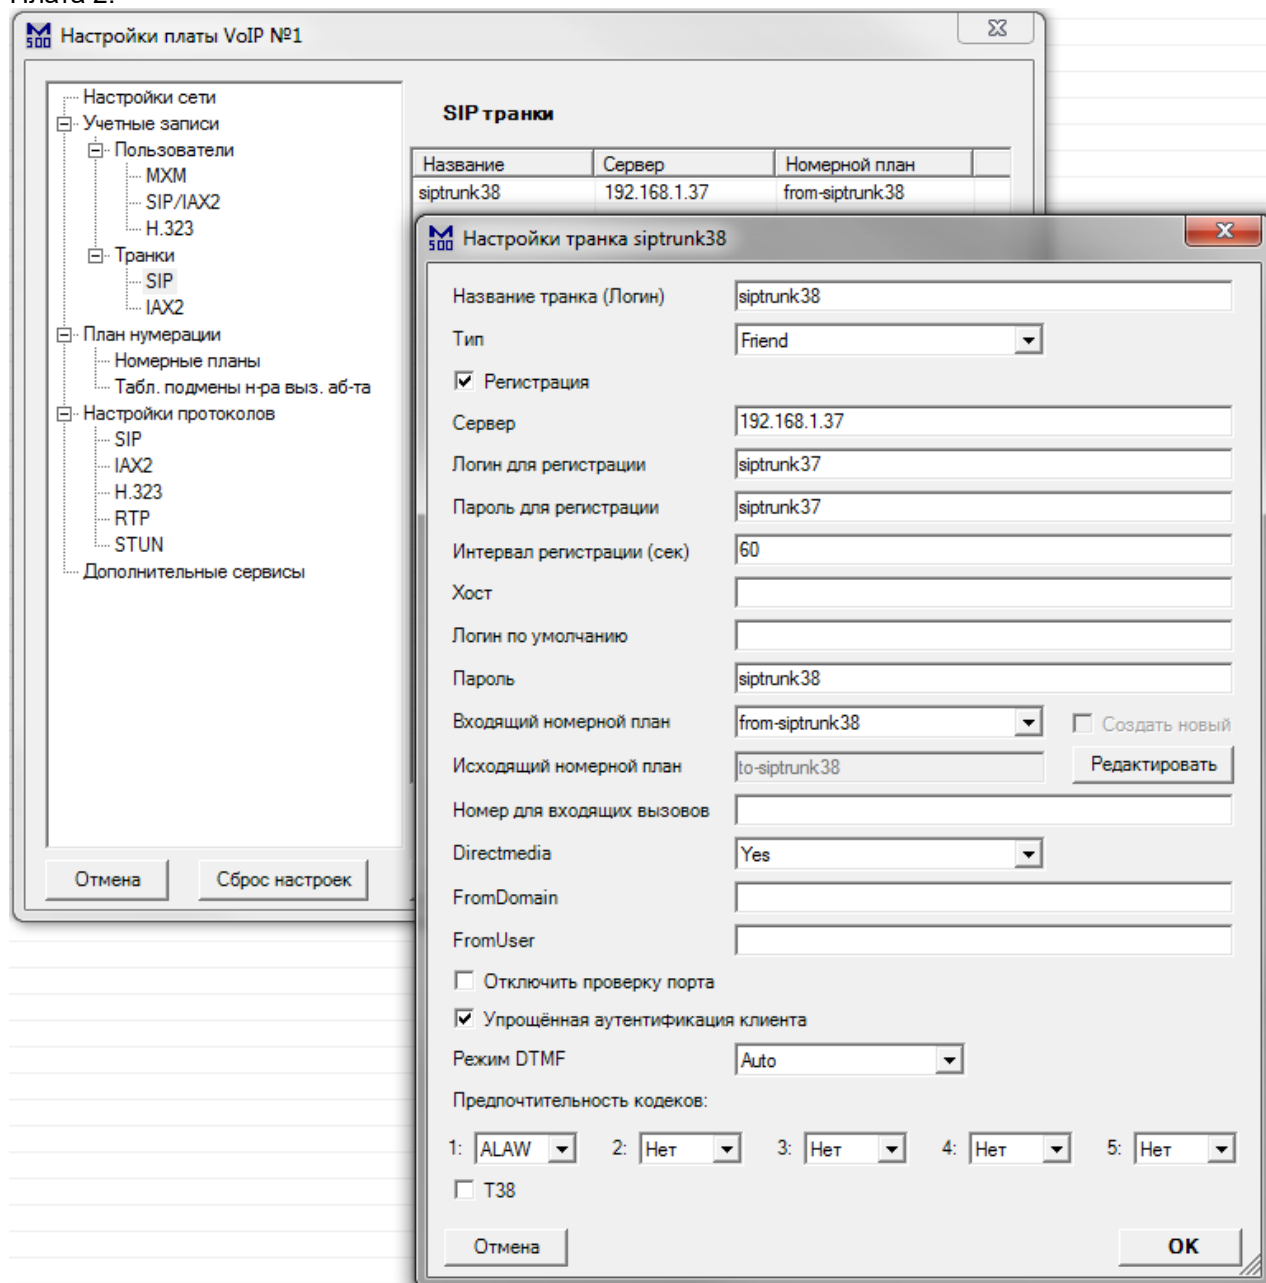 Плата 2.
M500 Настройки платы VoIP №1
Настройки сети
Учетные записи
Пользователи
MXM
SIP/IAX2
H.323
Транки
SIP
IAX2
План нумерации
Номерные планы
Табл. подмены н-ра выз. аб-та
Настройки протоколов
SIP
IAX2
H.323
RTP
STUN
Дополнительные сервисы
Отмена Сброс настроек
SIP транки
Название Сервер Номерной план
siptrunk38 192.168.1.37 from-siptrunk38
M500 Настройки транка siptrunk38
Название транка (Логин) siptrunk38
Тип Friend
Регистрация
Сервер 192.168.1.37
Логин для регистрации siptrunk37
Пароль для регистрации siptrunk37
Интервал регистрации (сек) 60
Хост
Логин по умолчанию
Пароль siptrunk38
Входящий номерной план from-siptrunk38 Создать новый
Исходящий номерной план to-siptrunk38 Редактировать
Номер для входящих вызовов
Directmedia Yes
FromDomain
FromUser
Отключить проверку порта
Упрощённая аутентификация клиента
Режим DTMF Auto
Предпочтительность кодеков:
1: ALAW 2: Нет 3: Нет 4: Нет 5: Нет
T38
Отмена OK